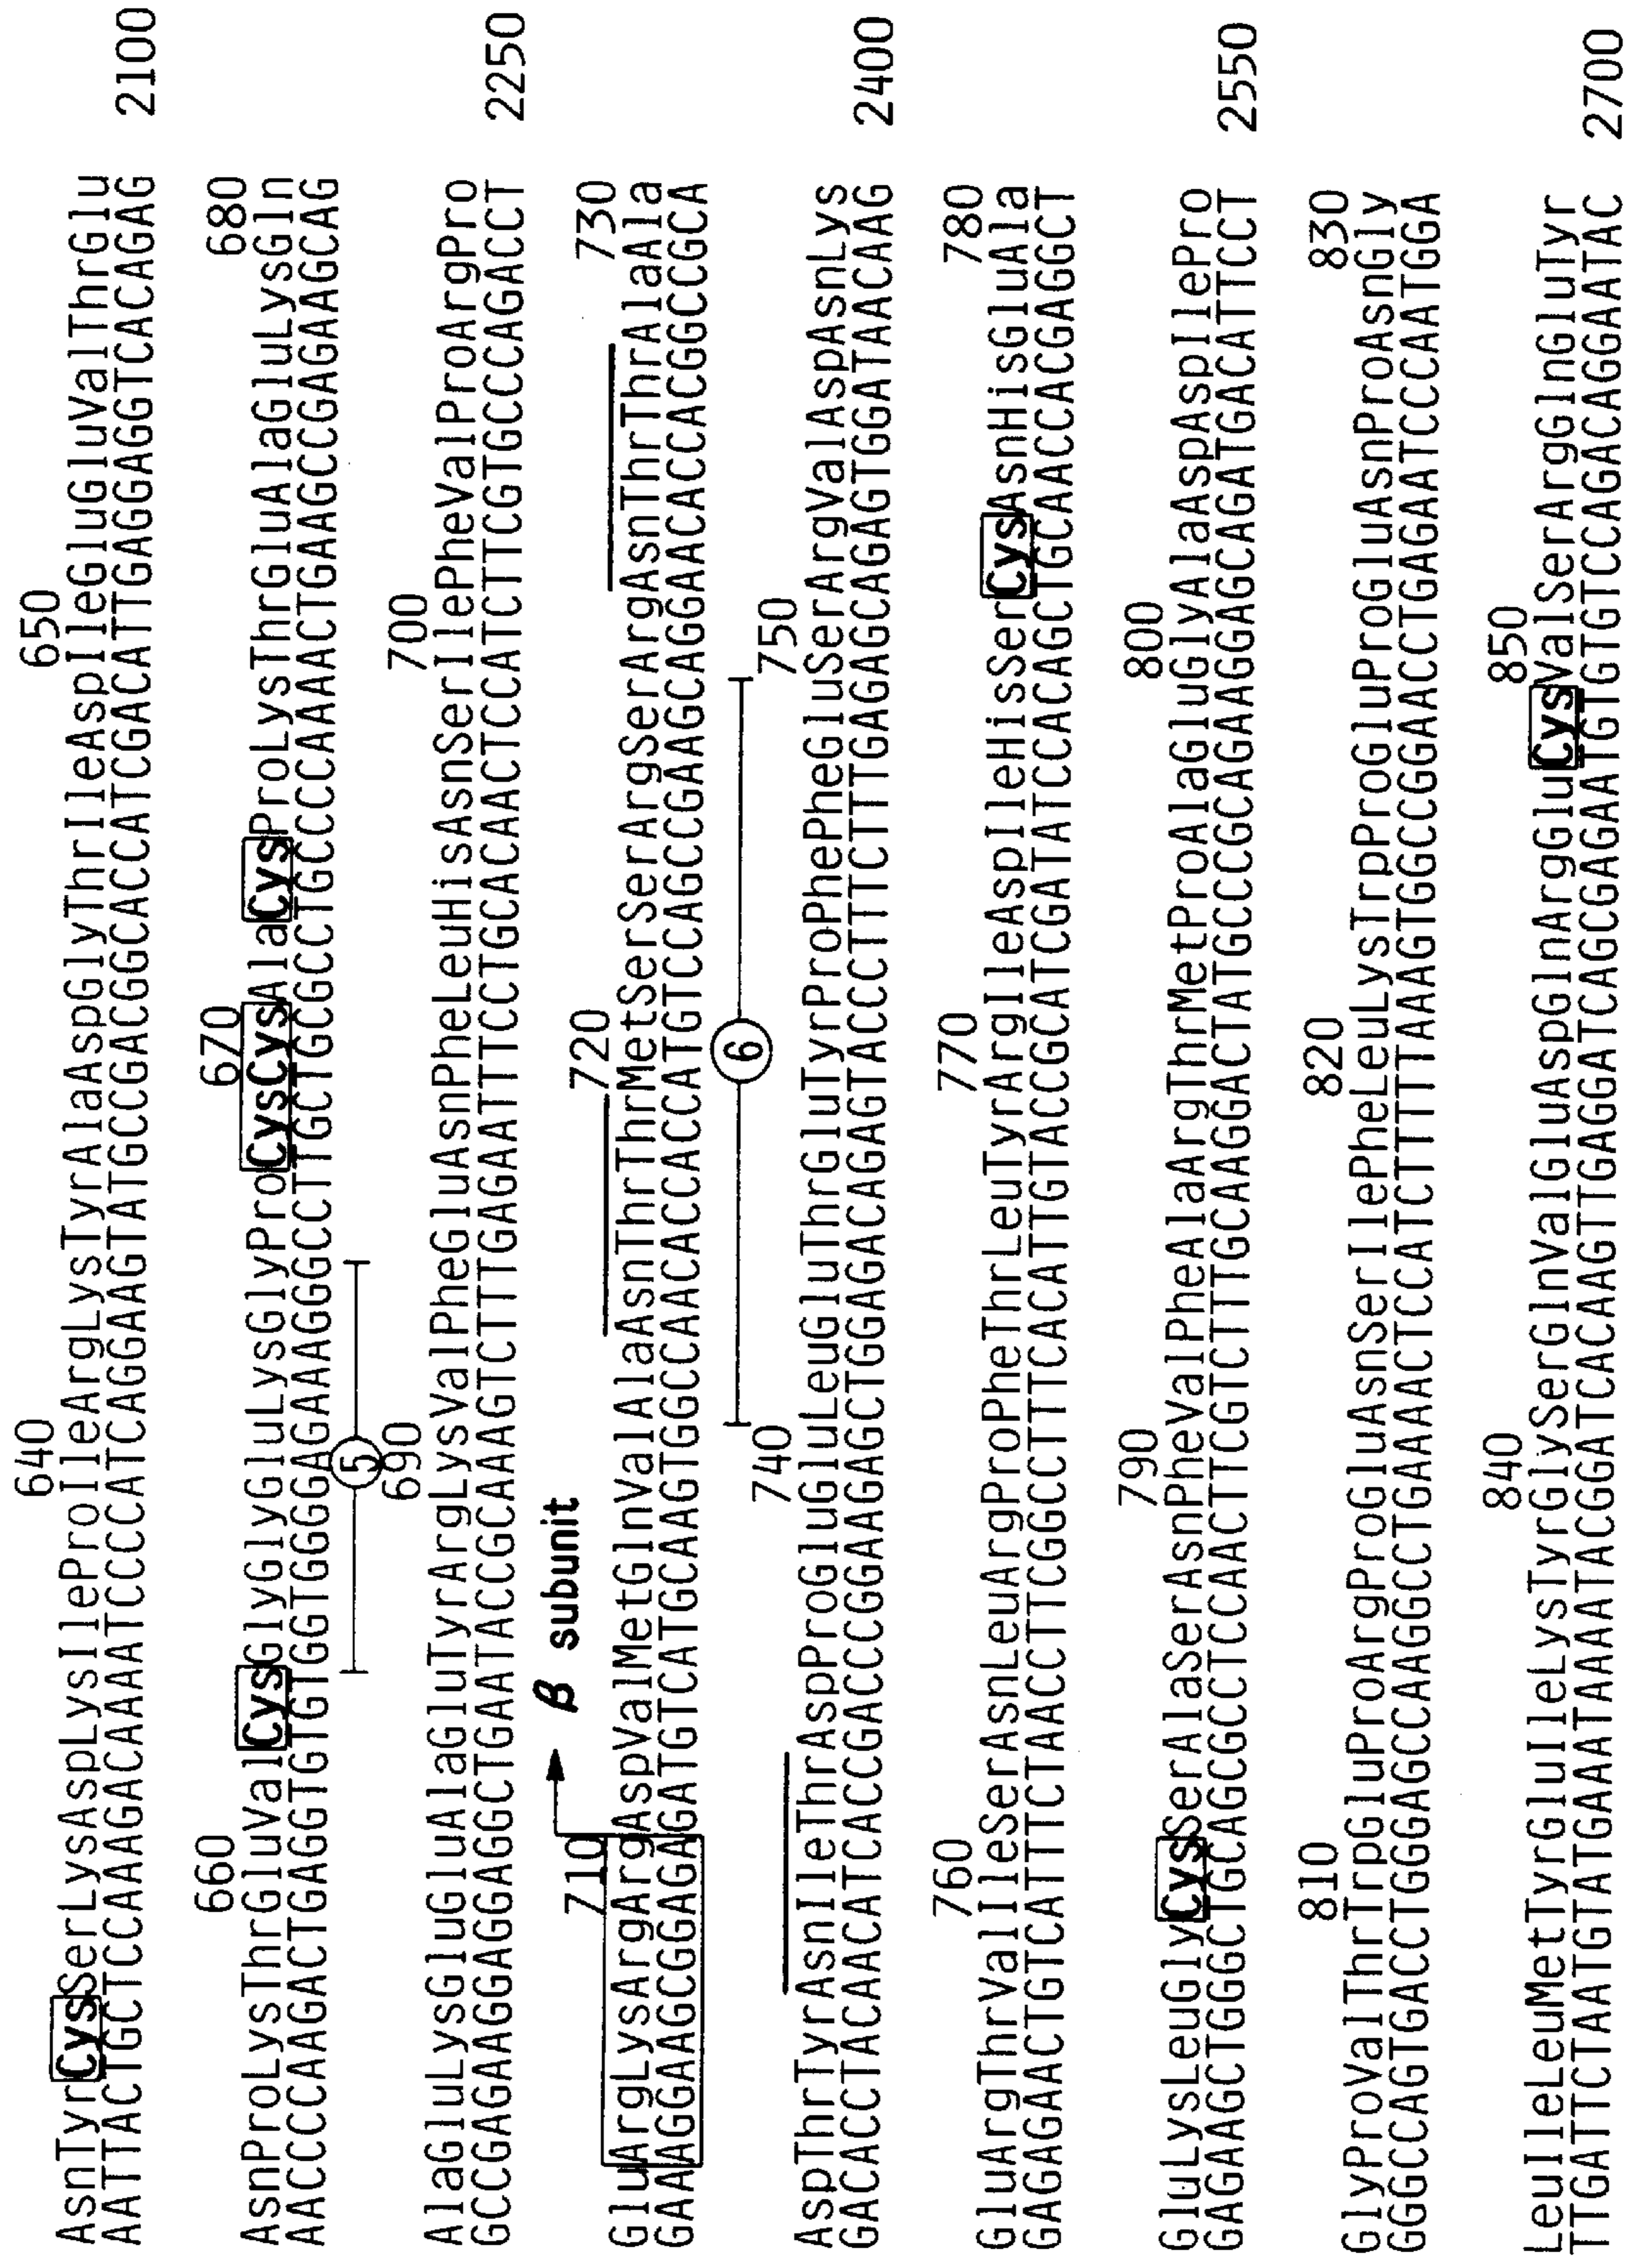 640 650
AsnTyrCysSerLysAspLysIleProIleArgLysTyrAlaAspGlyThrIleAspIleGluGluValThrGlu
AATTACTGCTCCAAAGACAAAATCCCCATCAGGAAGTATGCCGACGGCACCATCGACATTGAGGAGGTCACAGAG 2100
660 670 680
AsnProLysThrGluValCysGlyGlyGluLysGlyProCysCysAlaCysProLysThrGluAlaGluLysGln
AACCCCAAGACTGAGGTGTGTGGTGGGGAGAAAGGGCCTTGCTGCGCCTGCCCCAAAACTGAAGCCGAGAAGCAG
5
690 700
AlaGluLysGluGluAlaGluTyrArgLysValPheGluAsnPheLeuHisAsnSerIlePheValProArgPro
GCCGAGAAGGAGGAGGCTGAATACCGCAAAGTCTTTGAGAATTTCCTGCACAACTCCATCTTCGTGCCCAGACCT 2250
β subunit
710 720 730
GluArgLysArgArgAspValMetGlnValAlaAsnThrThrMetSerSerArgSerArgAsnThrThrAlaAla
GAAAGGAAGCGGAGAGATGTCATGCAAGTGGCCAACACCACCATGTCCAGCCGAAGCAGGAACACCACGGCCGCA
6
740 750
AspThrTyrAsnIleThrAspProGluGluLeuGluThrGluTyrProPhePheGluSerArgValAspAsnLys
GACACCTACAACATCACCGACCCGGAAGAGCTGGAGACAGAGTACCCTTTCTTTGAGAGCAGAGTGGATAACAAG 2400
760 770 780
GluArgThrValIleSerAsnLeuArgProPheThrLeuTyrArgIleAspIleHisSerCysAsnHisGluAla
GAGAGAACTGTCATTTCTAACCTTCGGCCTTTCACATTGTACCGCATCGATATCCACAGCTGCAACCACGAGGCT
790 800
GluLysLeuGlyCysSerAlaSerAsnPheValPheAlaArgThrMetProAlaGluGlyAlaAspAspIlePro
GAGAAGCTGGGCTGCAGCGCCTCCAACTTCGTCTTTGCAAGGACTATGCCCGCAGAAGGAGCAGATGACATTCCT 2550
810 820 830
GlyProValThrTrpGluProArgProGluAsnSerIlePheLeuLysTrpProGluProGluAsnProAsnGly
GGGCCAGTGACCTGGGAGCCAAGGCCTGAAAACTCCATCTTTTTAAAGTGGCCGGAACCTGAGAATCCCAATGGA
840 850
LeuIleLeuMetTyrGluIleLysTyrGlySerGlnValGluAspGlnArgGluCysValSerArgGlnGluTyr
TTGATTCTAATGTATGAAATAAAATACGGATCACAAGTTGAGGATCAGCGAGAATGTGTGTCCAGACAGGAATAC 2700